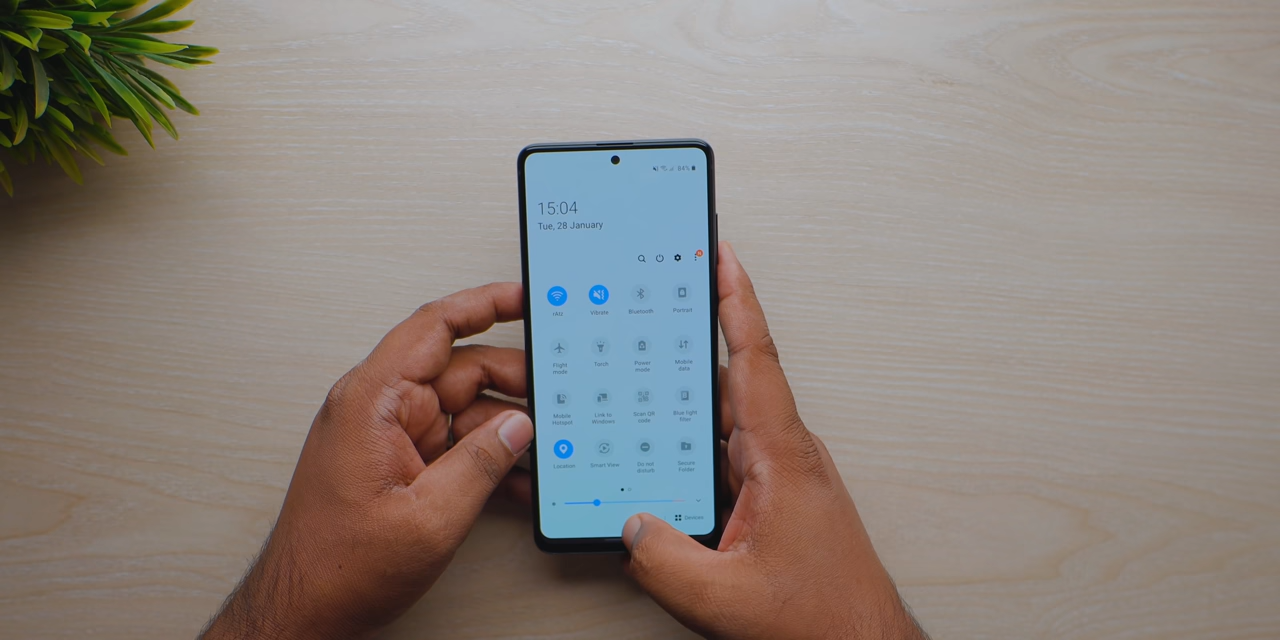 84%
15:04
Tue, 28 January
Vibrate
Bluetooth
Portrait
Flight
mode
Torch
Power
mode
Mobile
data
Mobile
Hotspot
Link to
Windows
Scan QR
code
Blue light
filter
Location
Smart View
Do not
disturb
Secure
Folder
Devices